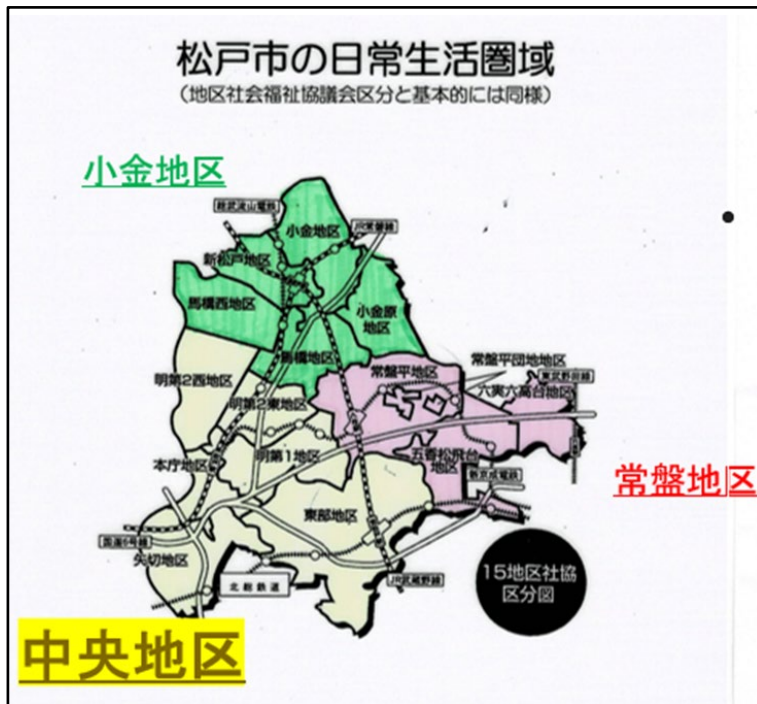 松戸市の日常生活圏域
(地区社会福祉協議会区分と基本的には同様)
小金地区
総武流山電鉄
小金地区
JR常磐線
新松戸地区
馬橋西地区
小金原
地区
馬橋地区
常盤平地区
常盤平団地地区
東武野田線
明第2西地区
六実六高台地区
明第2東地区
本庁地区
明第1地区
五香松飛台
地区
新京成電鉄
常盤地区
東部地区
国道6号線
矢切地区
北総鉄道
JR武蔵野線
15地区社協
区分図
中央地区